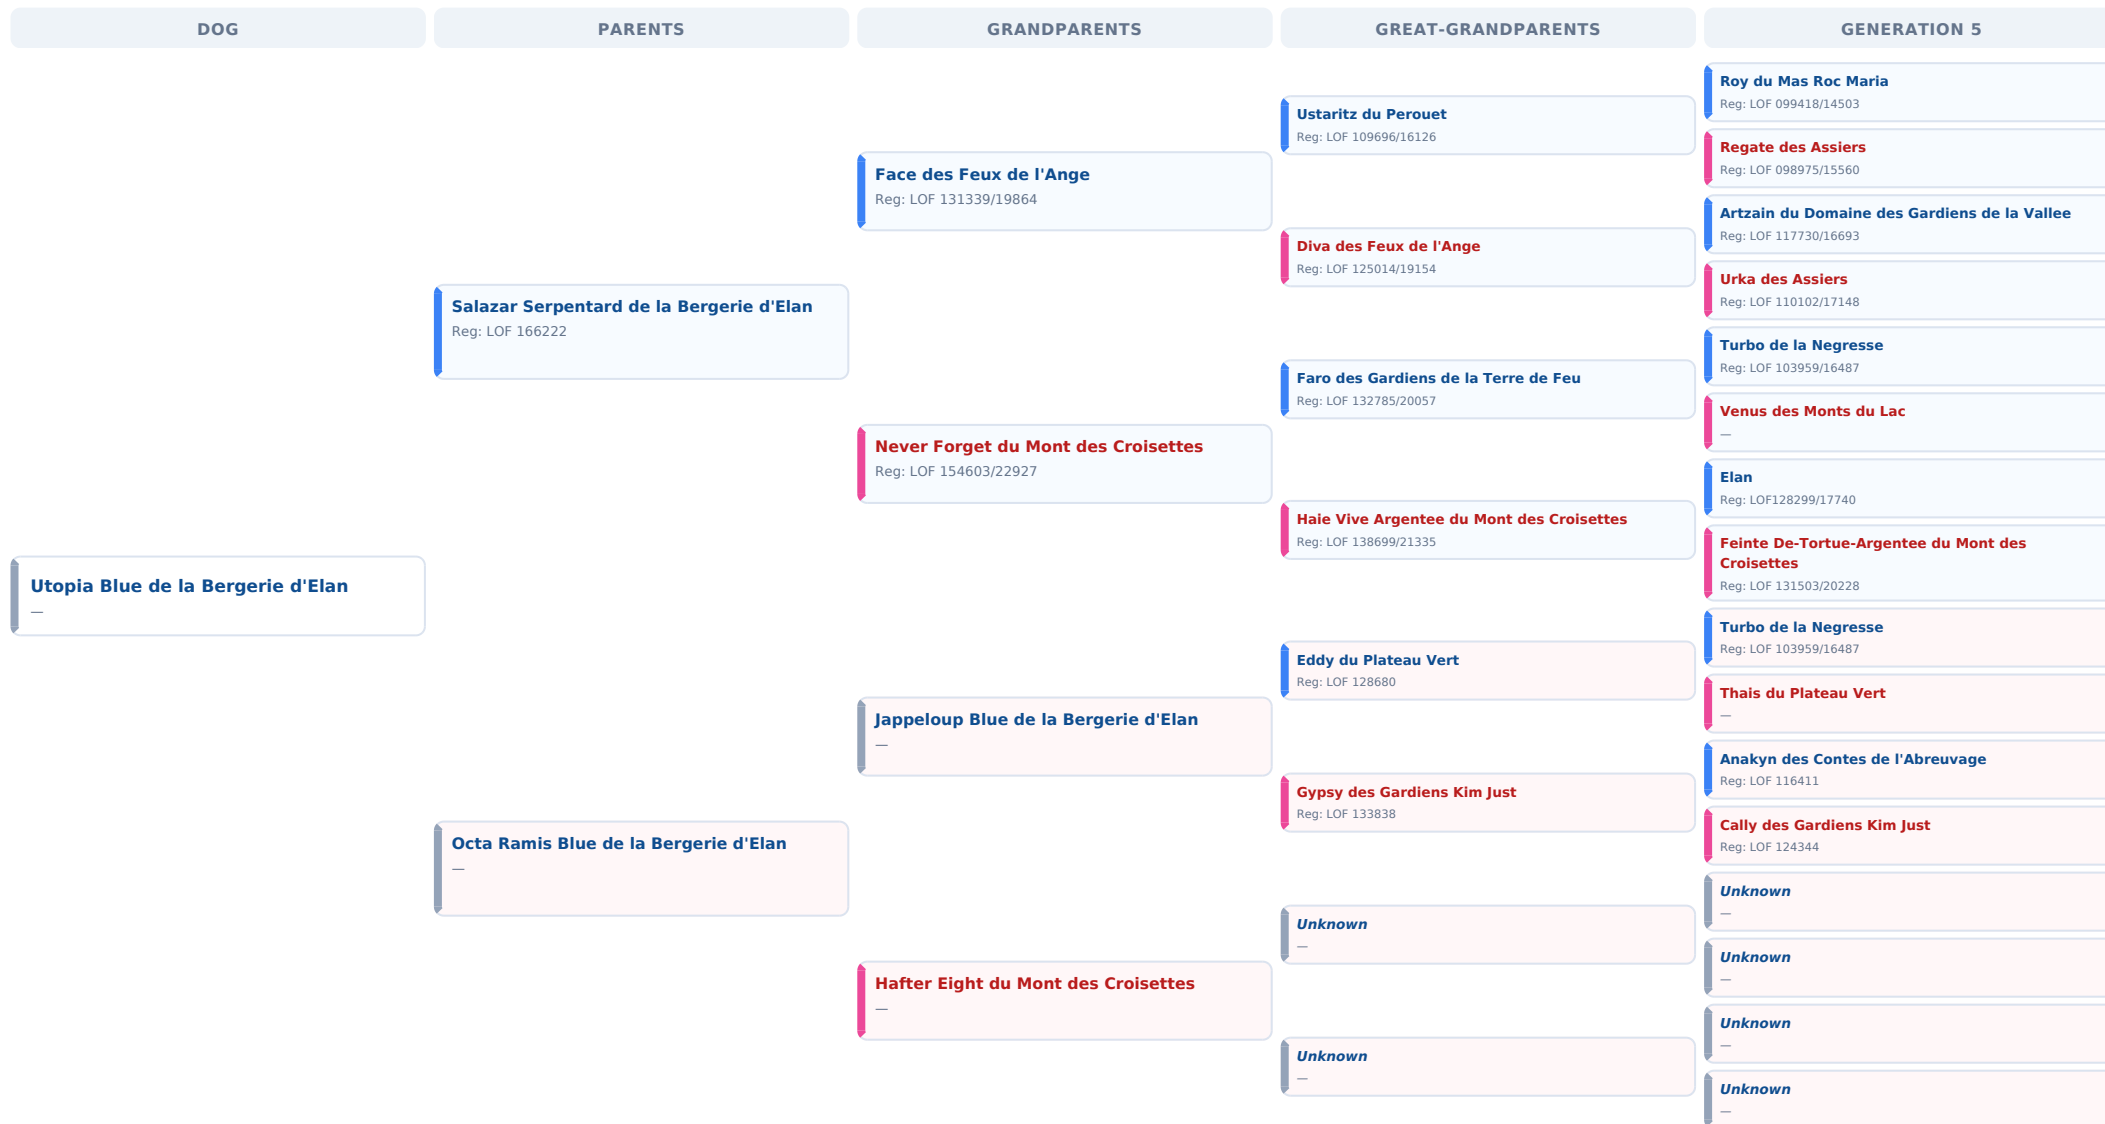 DOG
PARENTS
GRANDPARENTS
GREAT-GRANDPARENTS
GENERATION 5
Utopia Blue de la Bergerie d'Elan
—
Salazar Serpentard de la Bergerie d'Elan
Reg: LOF 166222
Octa Ramis Blue de la Bergerie d'Elan
—
Face des Feux de l'Ange
Reg: LOF 131339/19864
Never Forget du Mont des Croisettes
Reg: LOF 154603/22927
Jappeloup Blue de la Bergerie d'Elan
—
Hafter Eight du Mont des Croisettes
—
Ustaritz du Perouet
Reg: LOF 109696/16126
Diva des Feux de l'Ange
Reg: LOF 125014/19154
Faro des Gardiens de la Terre de Feu
Reg: LOF 132785/20057
Haie Vive Argentee du Mont des Croisettes
Reg: LOF 138699/21335
Eddy du Plateau Vert
Reg: LOF 128680
Gypsy des Gardiens Kim Just
Reg: LOF 133838
Unknown
—
Unknown
—
Roy du Mas Roc Maria
Reg: LOF 099418/14503
Regate des Assiers
Reg: LOF 098975/15560
Artzain du Domaine des Gardiens de la Vallee
Reg: LOF 117730/16693
Urka des Assiers
Reg: LOF 110102/17148
Turbo de la Negresse
Reg: LOF 103959/16487
Venus des Monts du Lac
—
Elan
Reg: LOF128299/17740
Feinte De-Tortue-Argentee du Mont des
Croisettes
Reg: LOF 131503/20228
Turbo de la Negresse
Reg: LOF 103959/16487
Thais du Plateau Vert
—
Anakyn des Contes de l'Abreuvage
Reg: LOF 116411
Cally des Gardiens Kim Just
Reg: LOF 124344
Unknown
—
Unknown
—
Unknown
—
Unknown
—